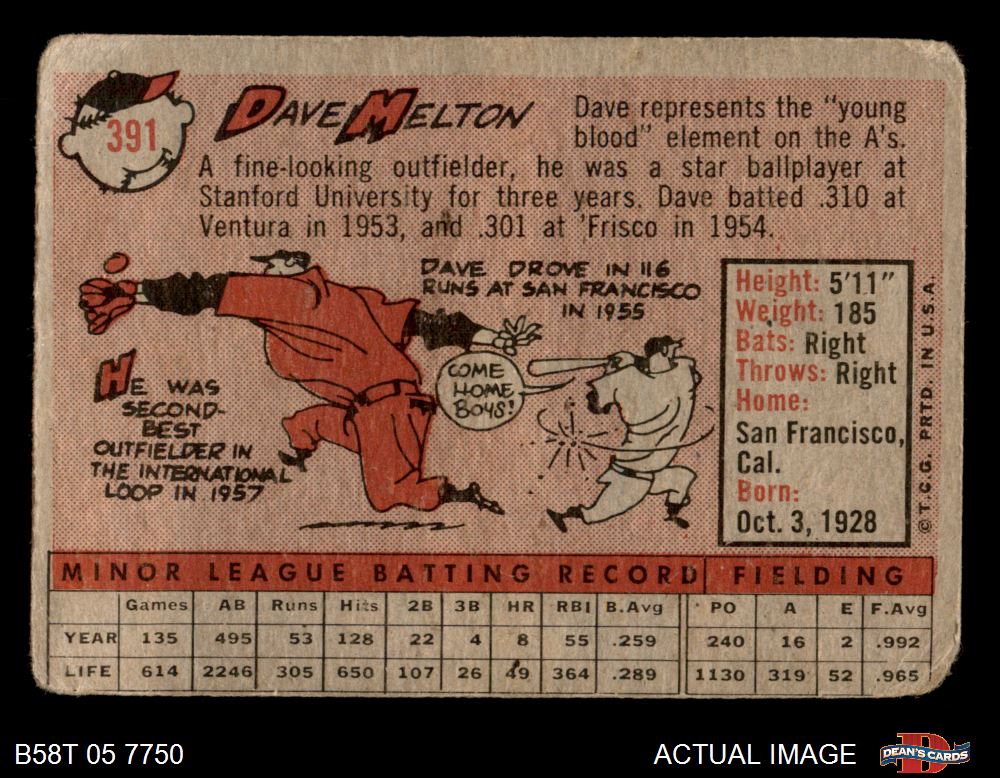 391
DAVE MELTON
Dave represents the "young
blood" element on the A's.
A fine-looking outfielder, he was a star ballplayer at
Stanford University for three years. Dave batted .310 at
Ventura in 1953, and .301 at 'Frisco in 1954.
DAVE DROVE IN 116
RUNS AT SAN FRANCISCO
IN 1955
HE WAS
SECOND-
BEST
OUTFIELDER IN
THE INTERNATIONAL
LOOP IN 1957
COME
HOME
BOYS!
Height: 5'11"
Weight: 185
Bats: Right
Throws: Right
Home:
San Francisco,
Cal.
Born:
Oct. 3, 1928
© T.C.G. PRTD. IN U.S.A.
MINOR LEAGUE BATTING RECORD FIELDING
Games AB Runs Hits 2B 3B HR RBI B.Avg PO A E F.Avg
YEAR 135 495 53 128 22 4 8 55 .259 240 16 2 .992
LIFE 614 2246 305 650 107 26 49 364 .289 1130 319 52 .965
B58T 05 7750
ACTUAL IMAGE
D
DEAN'S CARDS